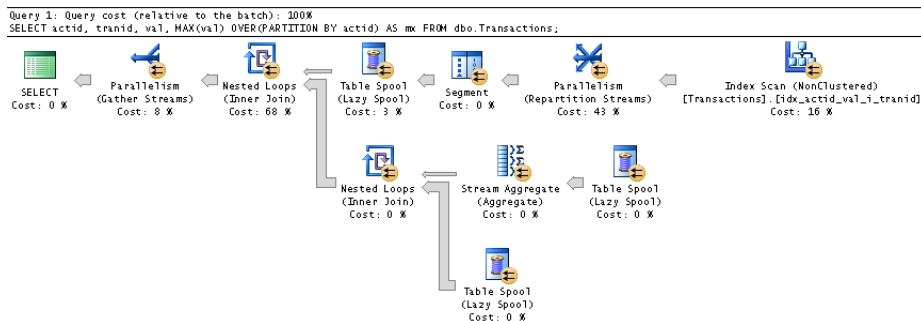 Query 1: Query cost (relative to the batch): 100%
SELECT actid, tranid, val, MAX(val) OVER(PARTITION BY actid) AS mx FROM dbo.Transactions;
SELECT
Cost: 0 %
Parallelism
(Gather Streams)
Cost: 8 %
Nested Loops
(Inner Join)
Cost: 68 %
Table Spool
(Lazy Spool)
Cost: 3 %
Segment
Cost: 0 %
Parallelism
(Repartition Streams)
Cost: 43 %
Index Scan (NonClustered)
[Transactions].[idx_actid_val_i_tranid]
Cost: 16 %
Nested Loops
(Inner Join)
Cost: 0 %
Stream Aggregate
(Aggregate)
Cost: 0 %
Table Spool
(Lazy Spool)
Cost: 0 %
Table Spool
(Lazy Spool)
Cost: 0 %